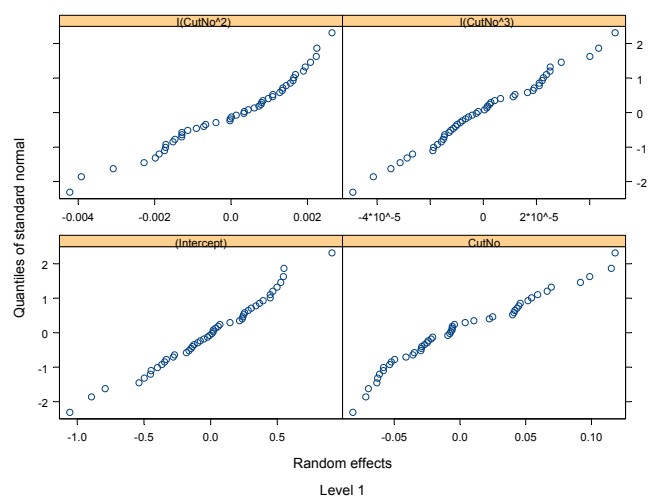 I(CutNo^2)
I(CutNo^3)
2
1
0
-1
-2
-0.004 -0.002 0.0 0.002
-4*10^-5 0 2*10^-5
(Intercept)
CutNo
2
1
0
-1
-2
-1.0 -0.5 0.0 0.5
-0.05 0.0 0.05 0.10
Quantiles of standard normal
Random effects
Level 1